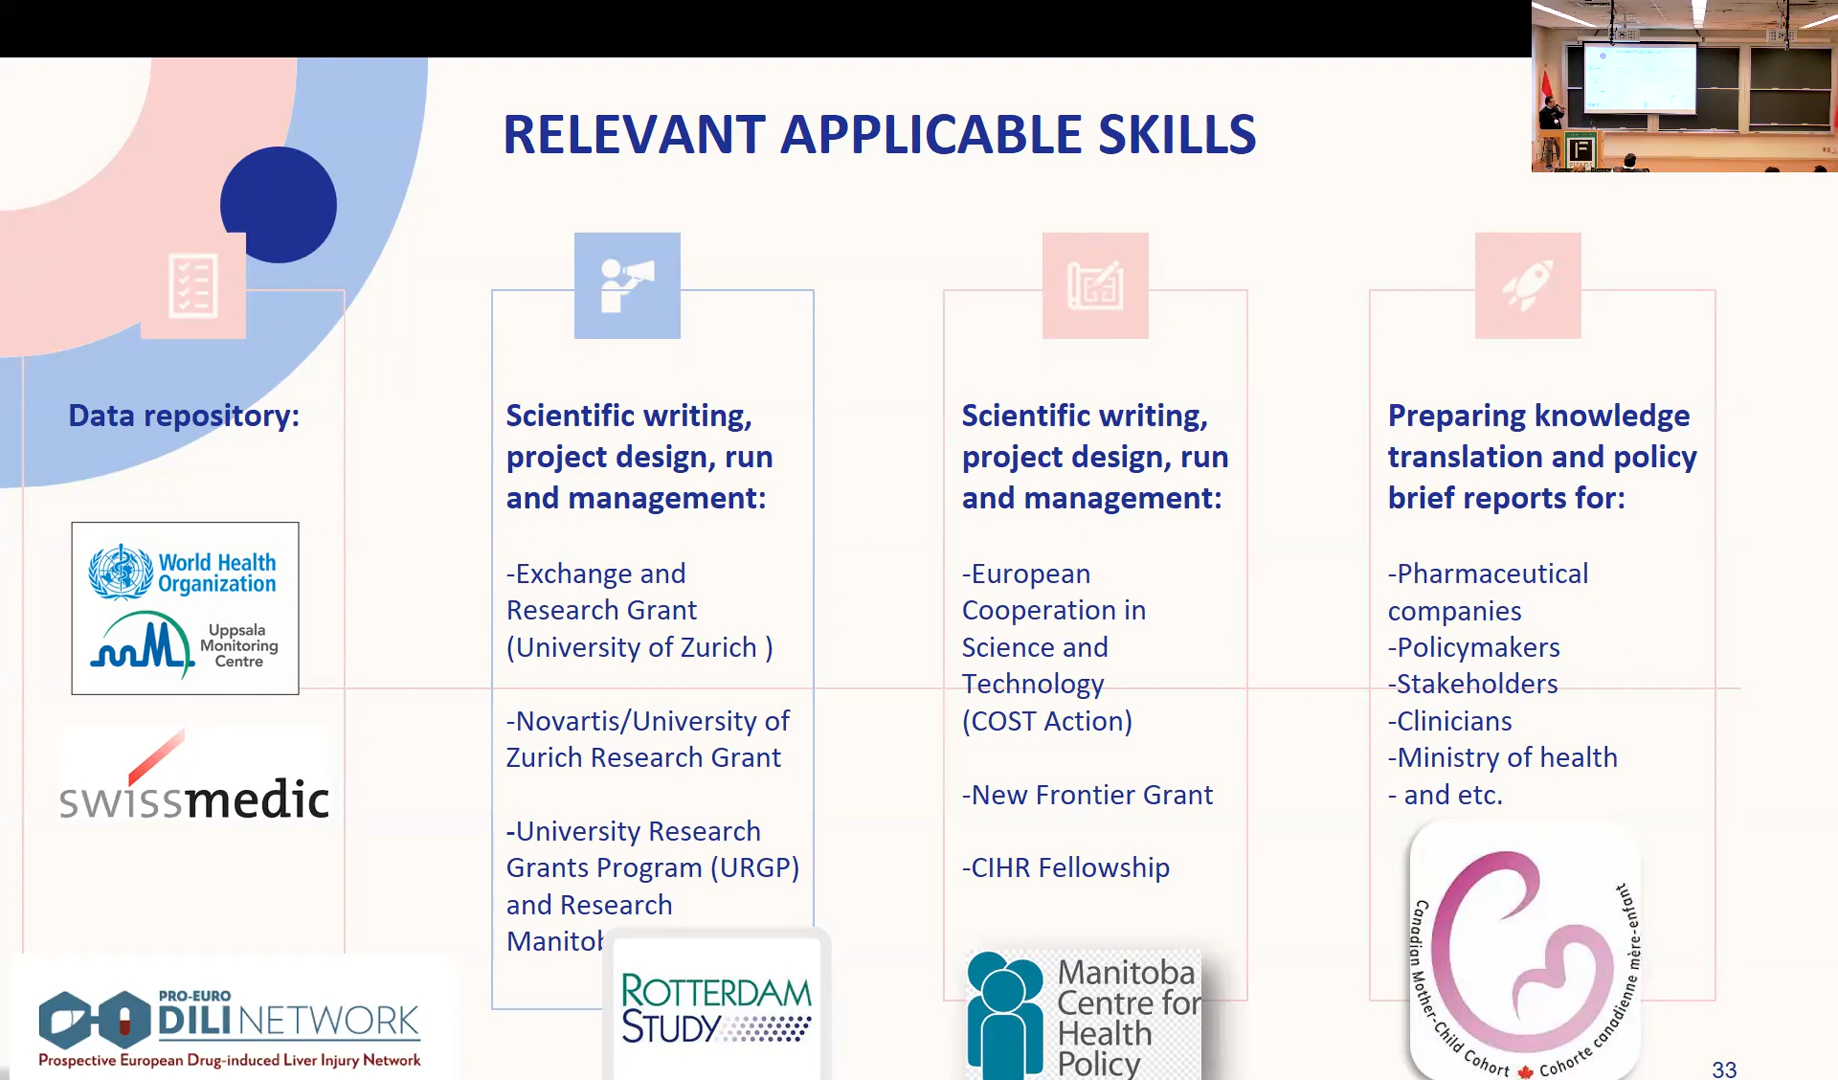 RELEVANT APPLICABLE SKILLS
Data repository:
World Health
Organization
Uppsala
Monitoring
Centre
swissmedic
PRO-EURO
DILI NETWORK
Prospective European Drug-induced Liver Injury Network
Scientific writing,
project design, run
and management:
-Exchange and
Research Grant
(University of Zurich )
-Novartis/University of
Zurich Research Grant
-University Research
Grants Program (URGP)
and Research
ROTTERDAM
STUDY
Scientific writing,
project design, run
and management:
-European
Cooperation in
Science and
Technology
(COST Action)
-New Frontier Grant
-CIHR Fellowship
Manitoba
Centre for
Health
Policy
Preparing knowledge
translation and policy
brief reports for:
-Pharmaceutical
companies
-Policymakers
-Stakeholders
-Clinicians
-Ministry of health
- and etc.
Canadian Mother-Child Cohort
Cohorte canadienne mère-enfant
33